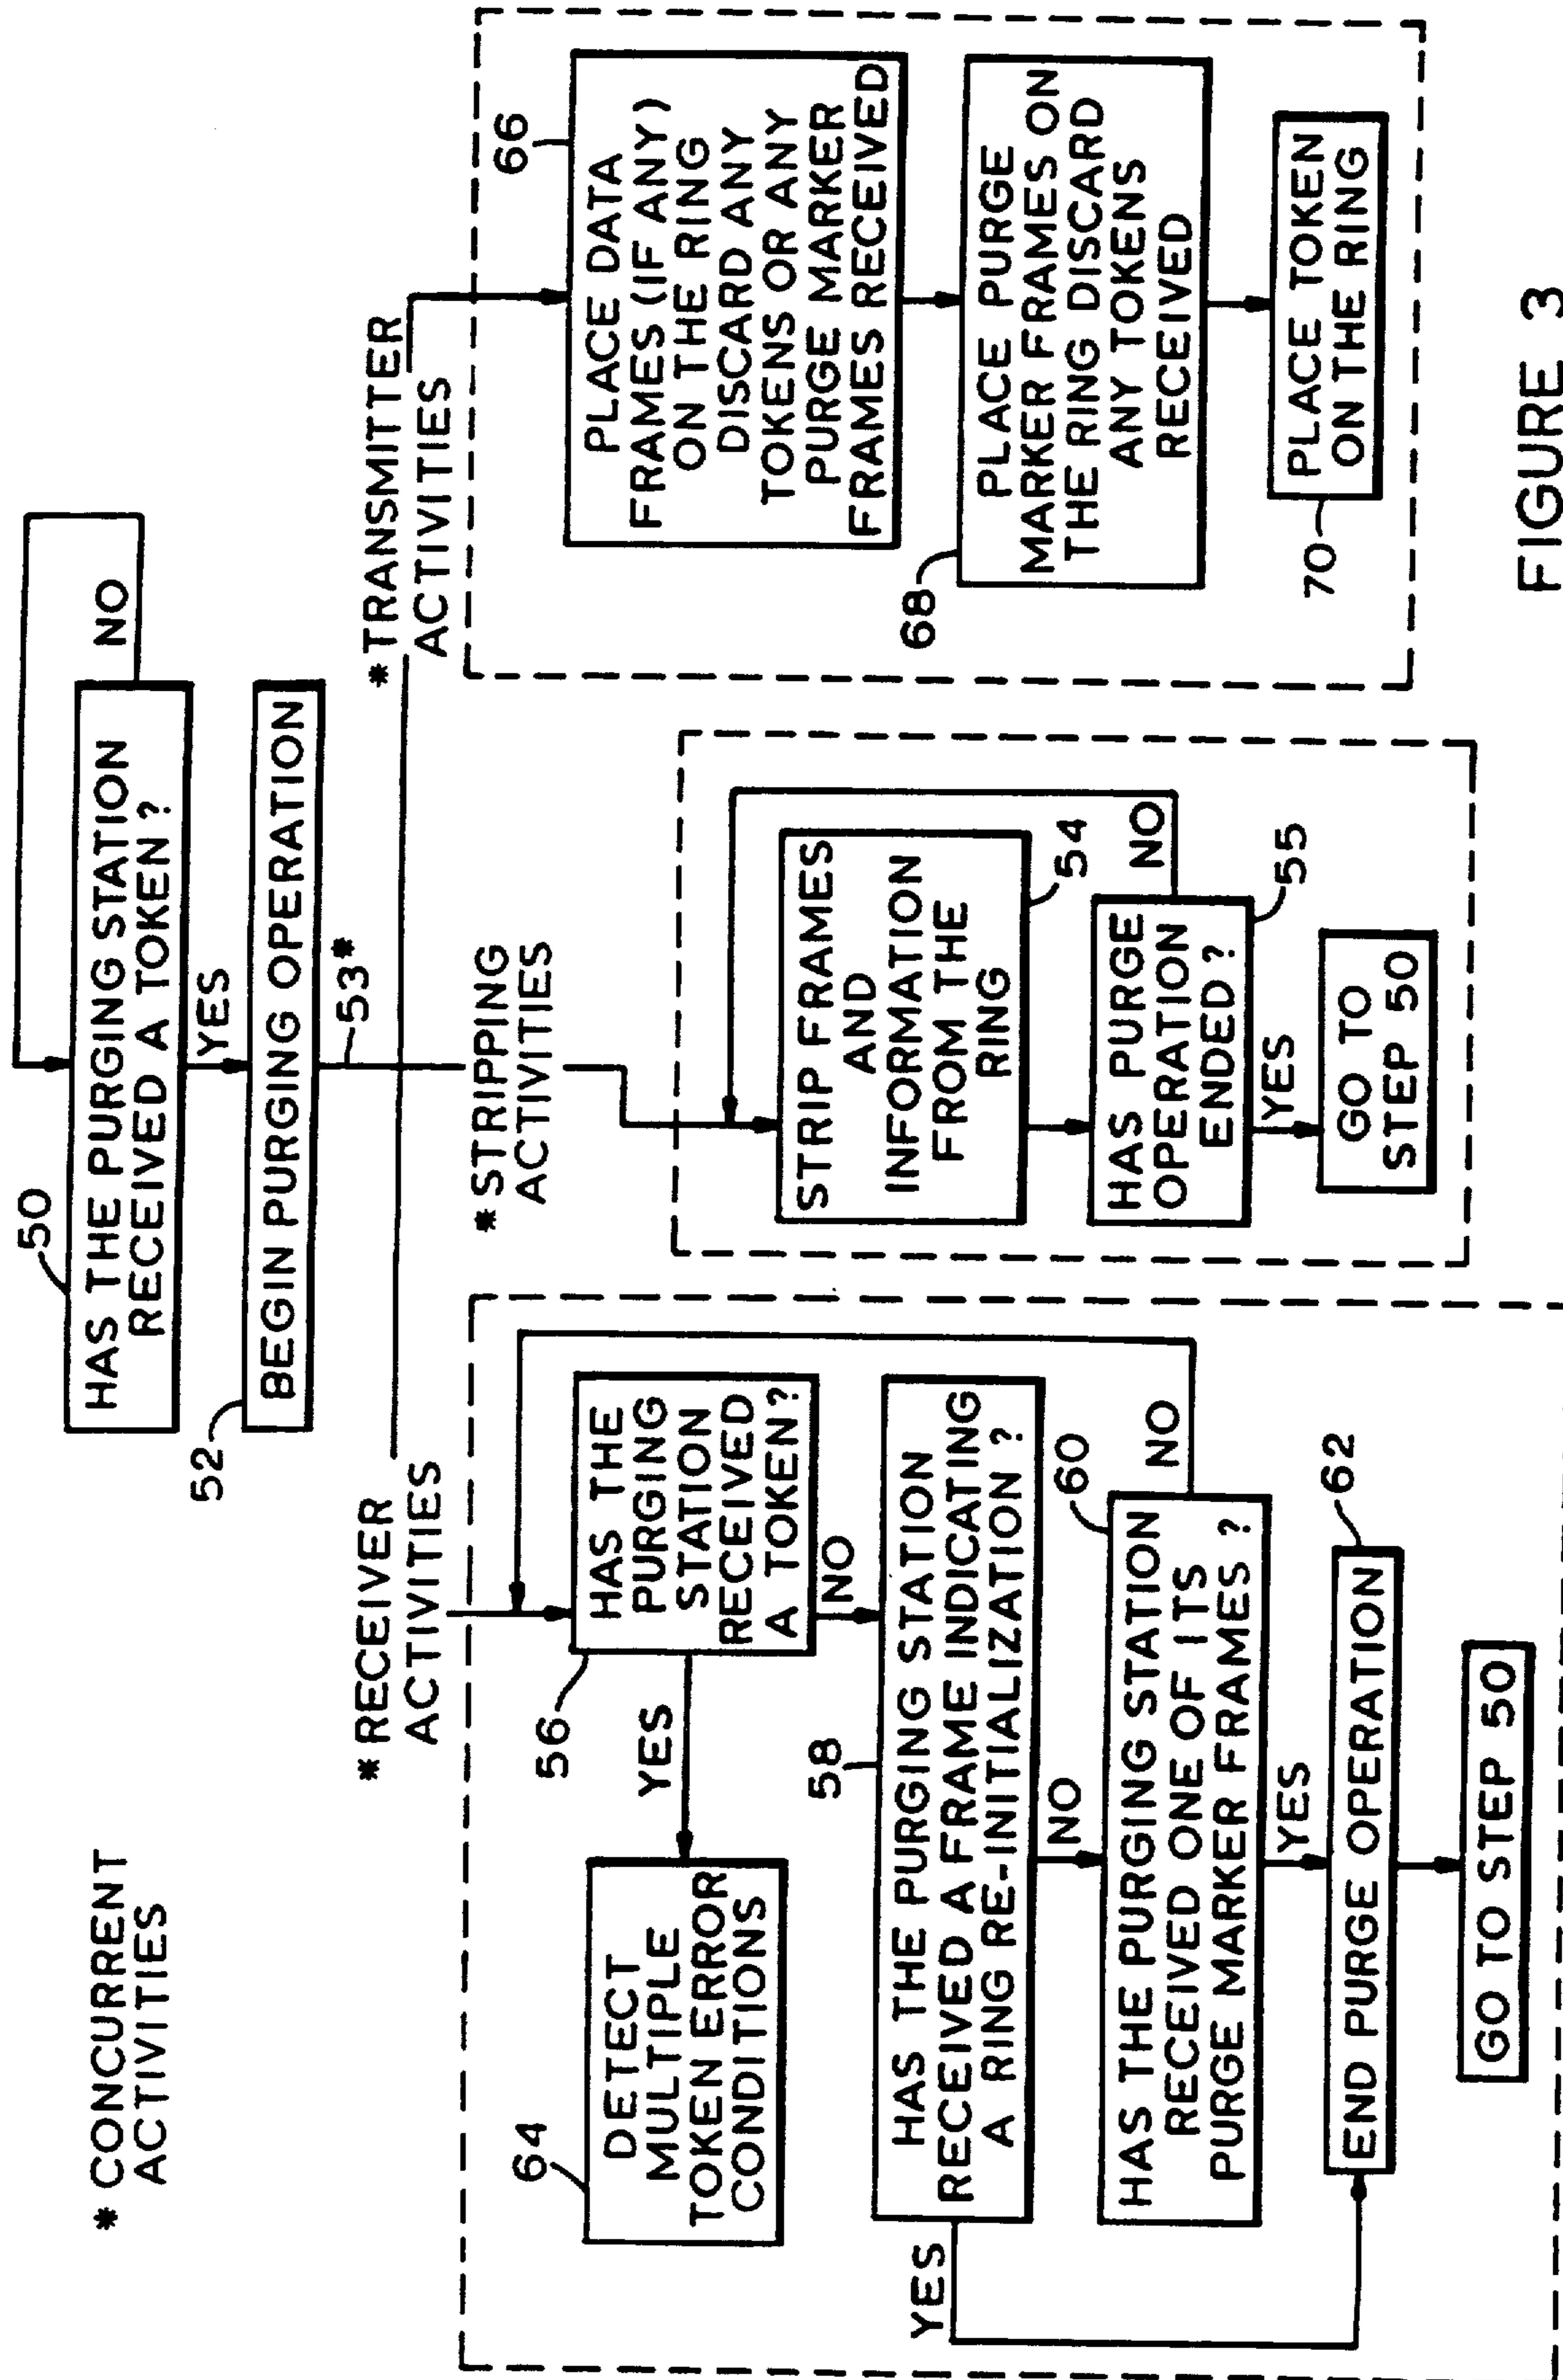 * CONCURRENT
ACTIVITIES
50
HAS THE PURGING STATION
RECEIVED A TOKEN ?
NO
YES
52
BEGIN PURGING OPERATION
53*
* RECEIVER
ACTIVITIES
56
HAS THE
PURGING
STATION
RECEIVED
A TOKEN?
YES
NO
64
DETECT
MULTIPLE
TOKEN ERROR
CONDITIONS
58
HAS THE PURGING STATION
RECEIVED A FRAME INDICATING
A RING RE-INITIALIZATION ?
YES
NO
60
HAS THE PURGING STATION
RECEIVED ONE OF ITS
PURGE MARKER FRAMES ?
NO
YES
62
END PURGE OPERATION
GO TO STEP 50
* STRIPPING
ACTIVITIES
STRIP FRAMES
AND
INFORMATION
FROM THE
RING
54
HAS PURGE
OPERATION
ENDED ?
NO
55
YES
GO TO
STEP 50
* TRANSMITTER
ACTIVITIES
66
PLACE DATA
FRAMES (IF ANY)
ON THE RING
DISCARD ANY
TOKENS OR ANY
PURGE MARKER
FRAMES RECEIVED
68
PLACE PURGE
MARKER FRAMES ON
THE RING DISCARD
ANY TOKENS
RECEIVED
70
PLACE TOKEN
ON THE RING
FIGURE 3